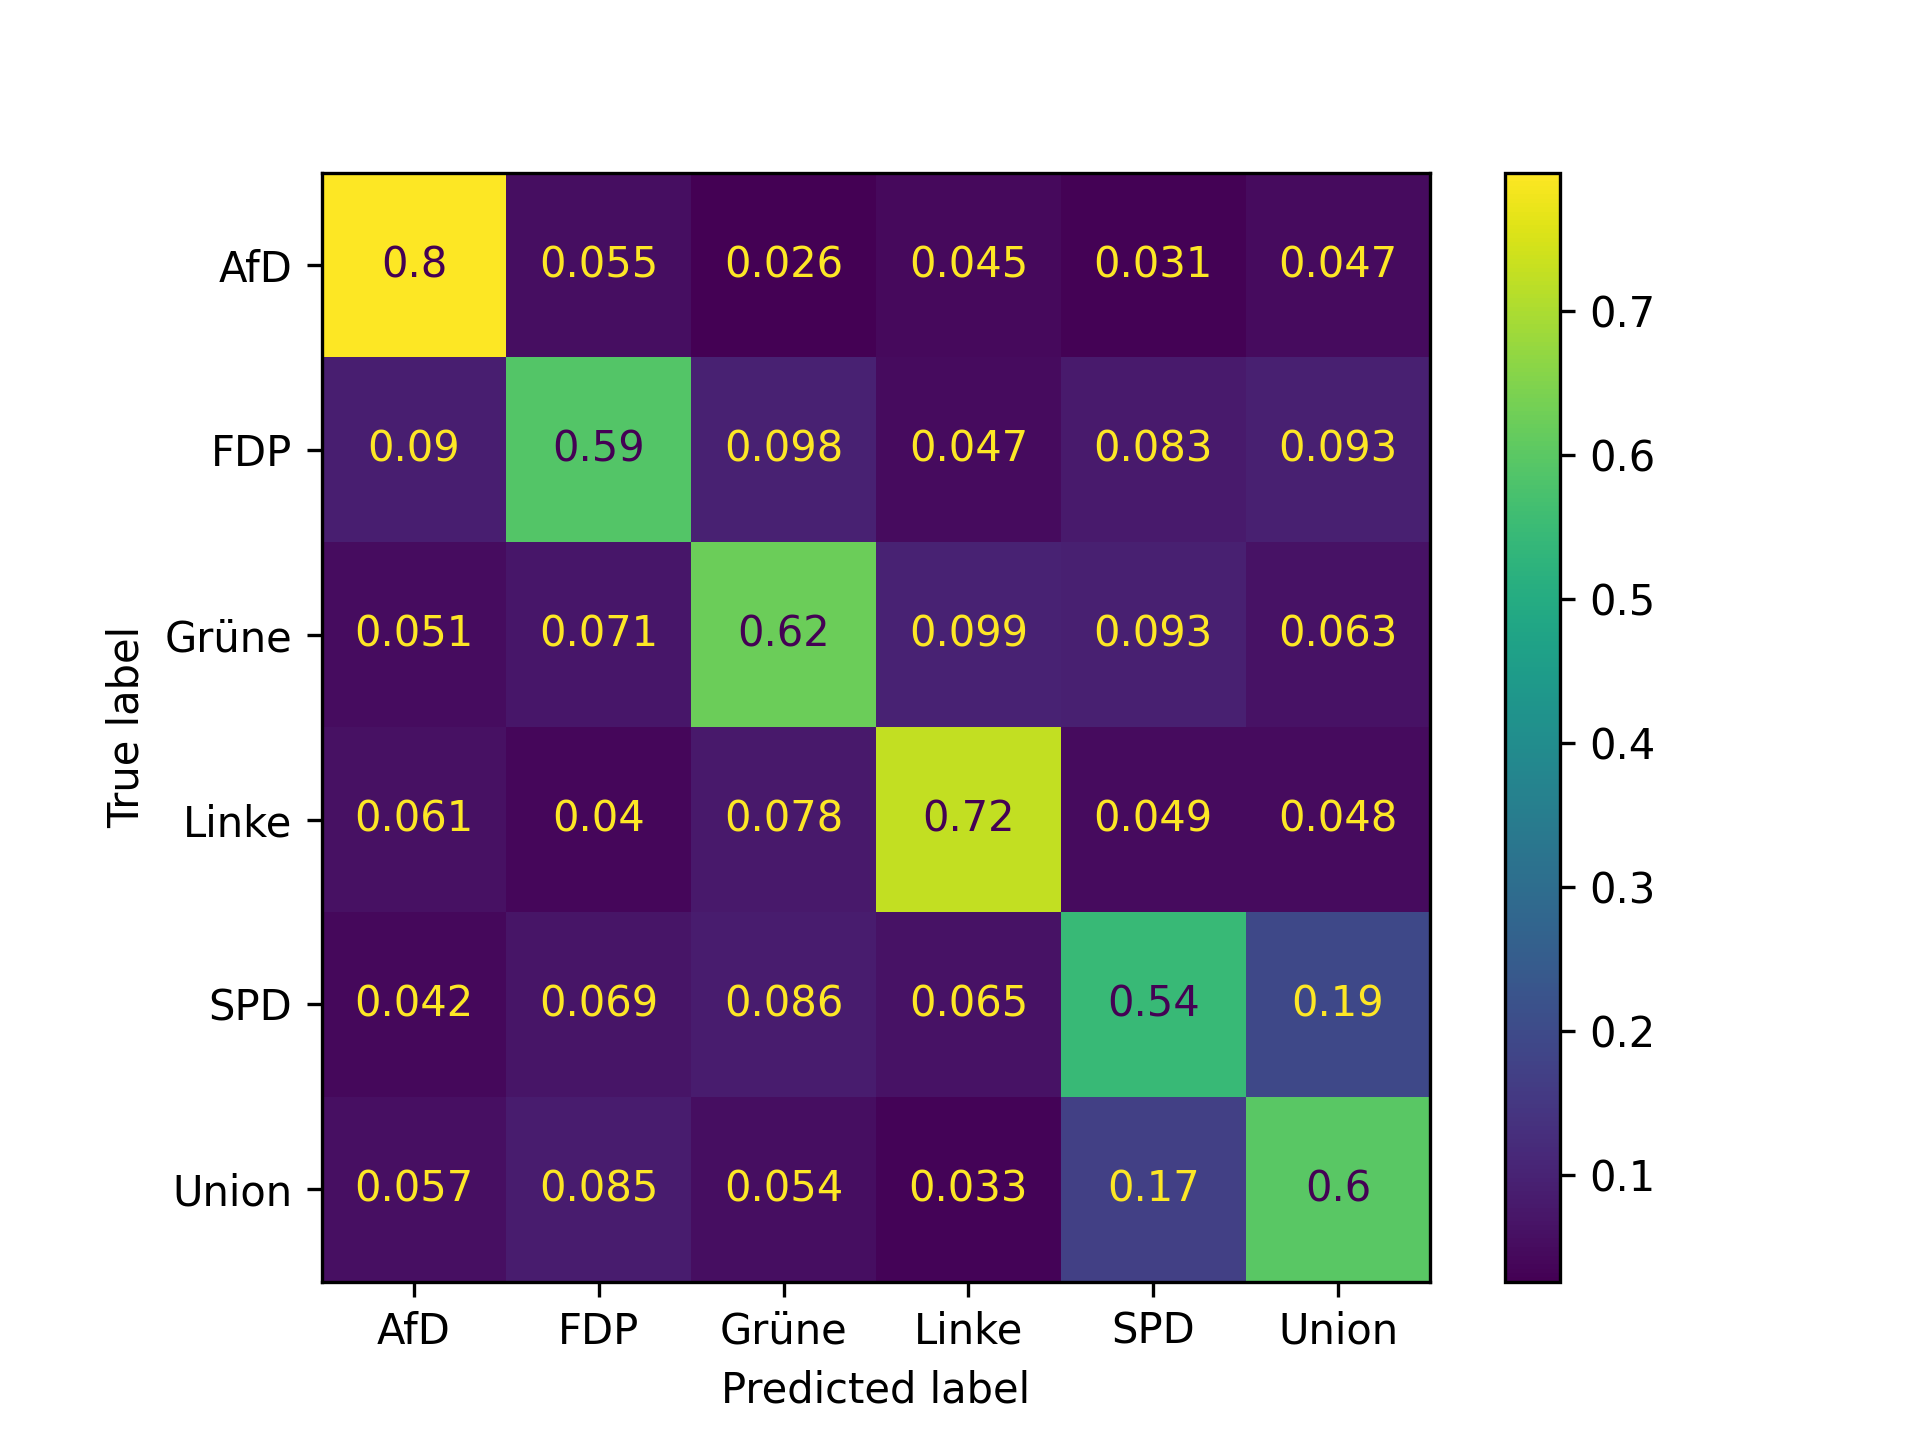 AfD 0.8 0.055 0.026 0.045 0.031 0.047
FDP 0.09 0.59 0.098 0.047 0.083 0.093
Grüne 0.051 0.071 0.62 0.099 0.093 0.063
Linke 0.061 0.04 0.078 0.72 0.049 0.048
SPD 0.042 0.069 0.086 0.065 0.54 0.19
Union 0.057 0.085 0.054 0.033 0.17 0.6
True label
AfD FDP Grüne Linke SPD Union
Predicted label
0.7
0.6
0.5
0.4
0.3
0.2
0.1